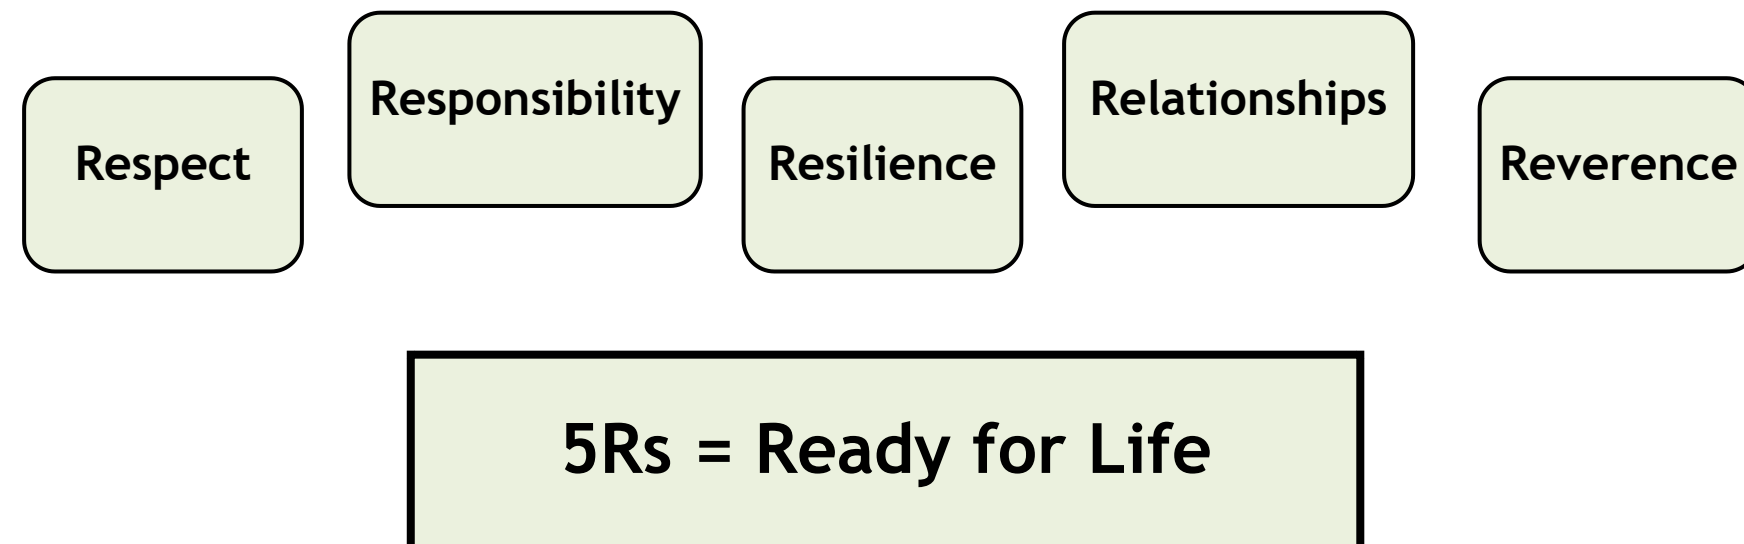 Respect
Responsibility
Resilience
Relationships
Reverence
5Rs = Ready for Life